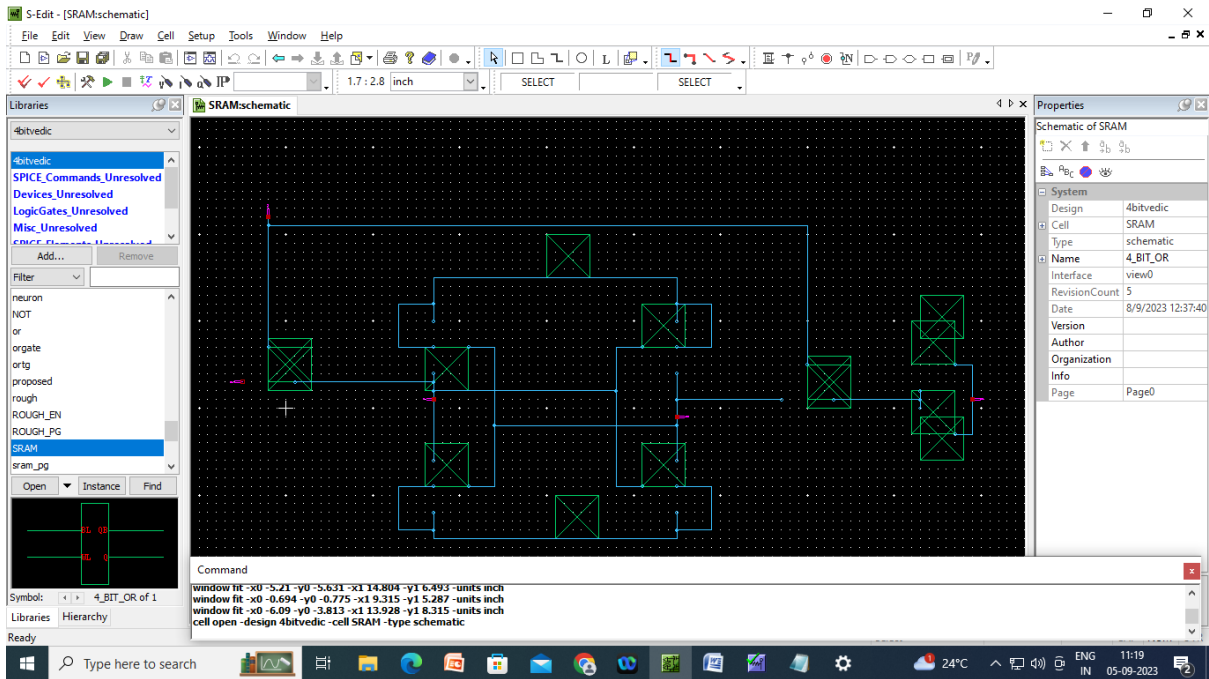 S-Edit - [SRAM:schematic]
File Edit View Draw Cell Setup Tools Window Help
1.7 : 2.8 inch SELECT SELECT
Libraries
4bitvedic
4bitvedic
SPICE_Commands_Unresolved
Devices_Unresolved
LogicGates_Unresolved
Misc_Unresolved
Add... Remove
Filter
neuron
NOT
or
orgate
ortg
proposed
rough
ROUGH_EN
ROUGH_PG
SRAM
sram_pg
Open Instance Find
BL QB
WL Q
Symbol: 4_BIT_OR of 1
Libraries Hierarchy
Ready
SRAM:schematic
Command
window fit -x0 -5.21 -y0 -5.631 -x1 14.804 -y1 6.493 -units inch
window fit -x0 -0.694 -y0 -0.775 -x1 9.315 -y1 5.287 -units inch
window fit -x0 -6.09 -y0 -3.813 -x1 13.928 -y1 8.315 -units inch
cell open -design 4bitvedic -cell SRAM -type schematic
Properties
Schematic of SRAM
System
Design 4bitvedic
Cell SRAM
Type schematic
Name 4_BIT_OR
Interface view0
RevisionCount 5
Date 8/9/2023 12:37:40
Version
Author
Organization
Info
Page Page0
Type here to search
24°C
ENG
IN
11:19
05-09-2023
2